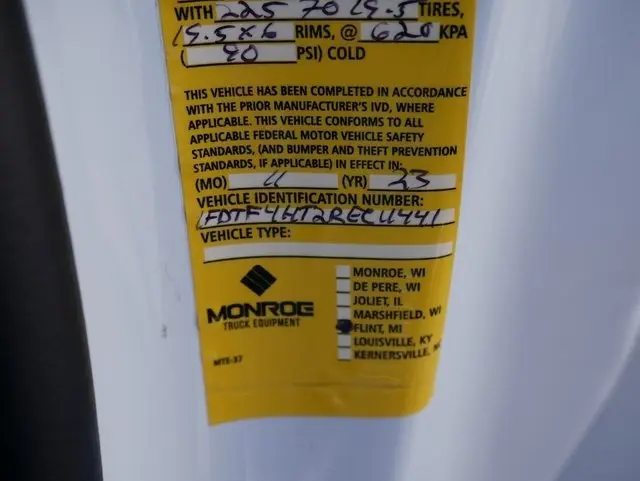 WITH 225 70 19.5 TIRES,
19.5x6 RIMS, @ 620 KPA
( 90 PSI) COLD
THIS VEHICLE HAS BEEN COMPLETED IN ACCORDANCE
WITH THE PRIOR MANUFACTURER'S IVD, WHERE
APPLICABLE. THIS VEHICLE CONFORMS TO ALL
APPLICABLE FEDERAL MOTOR VEHICLE SAFETY
STANDARDS, (AND BUMPER AND THEFT PREVENTION
STANDARDS, IF APPLICABLE) IN EFFECT IN:
(MO) 11 (YR) 23
VEHICLE IDENTIFICATION NUMBER:
1FDTF4HT2REC11441
VEHICLE TYPE:
MONROE
TRUCK EQUIPMENT
MTE-37
MONROE, WI
DE PERE, WI
JOLIET, IL
MARSHFIELD, WI
FLINT, MI
LOUISVILLE, KY
KERNERSVILLE,